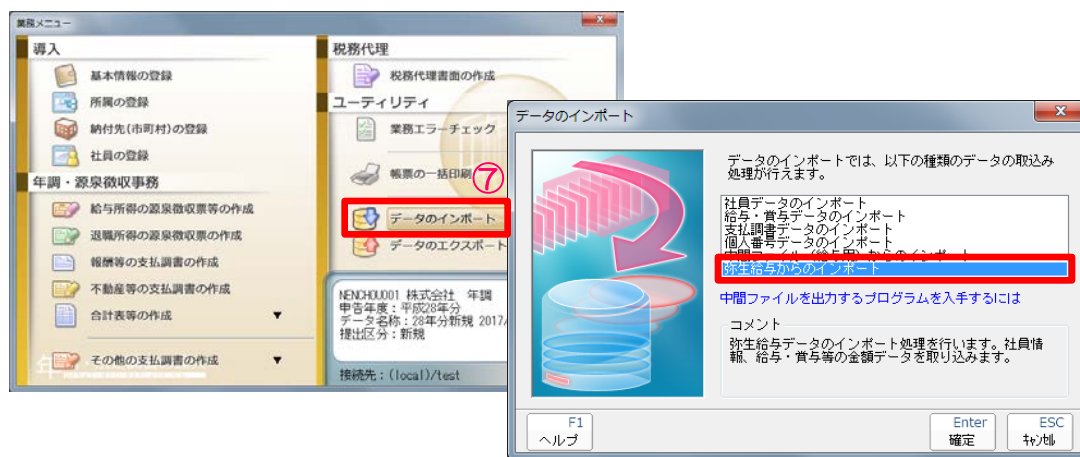 業務メニュー
導入
基本情報の登録
所属の登録
納付先(市町村)の登録
社員の登録
年調・源泉徴収事務
給与所得の源泉徴収票等の作成
退職所得の源泉徴収票の作成
報酬等の支払調書の作成
不動産等の支払調書の作成
合計表等の作成 ▼
その他の支払調書の作成 ▼
税務代理
税務代理書面の作成
ユーティリティ
業務エラーチェック
帳票の一括印刷
⑦
データのインポート
データのエクスポート
NENCHOU001 株式会社 年調
申告年度：平成28年分
データ名称：28年分新規 2017/
提出区分：新規
接続先：(local)/test
データのインポート
データのインポートでは、以下の種類のデータの取込み
処理が行えます。
社員データのインポート
給与・賞与データのインポート
支払調書データのインポート
個人番号データのインポート
中間ファイル（給与用）からのインポート
弥生給与からのインポート
中間ファイルを出力するプログラムを入手するには
コメント
弥生給与データのインポート処理を行います。社員情
報、給与・賞与等の金額データを取り込みます。
F1
ヘルプ
Enter
確定
ESC
ｷｬﾝｾﾙ